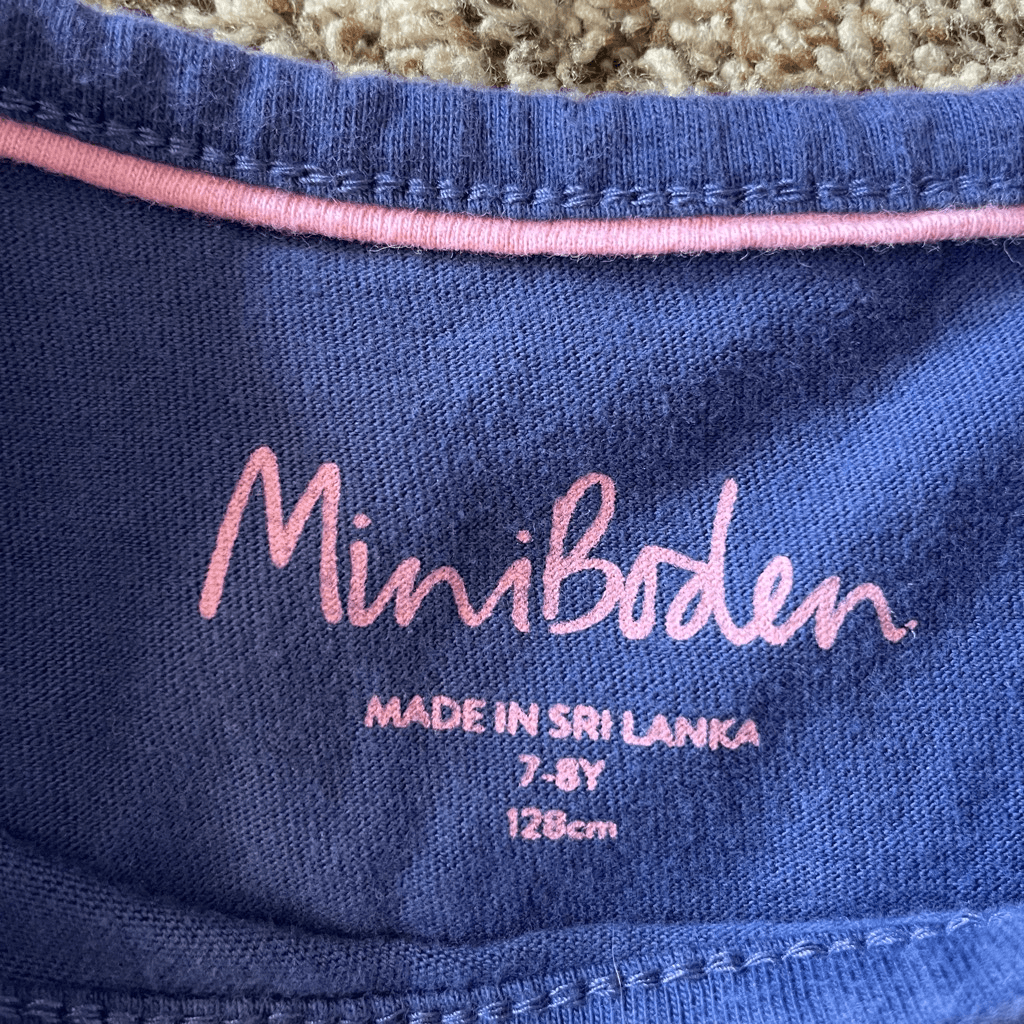 MiniBoden.
MADE IN SRI LANKA
7-8Y
128cm